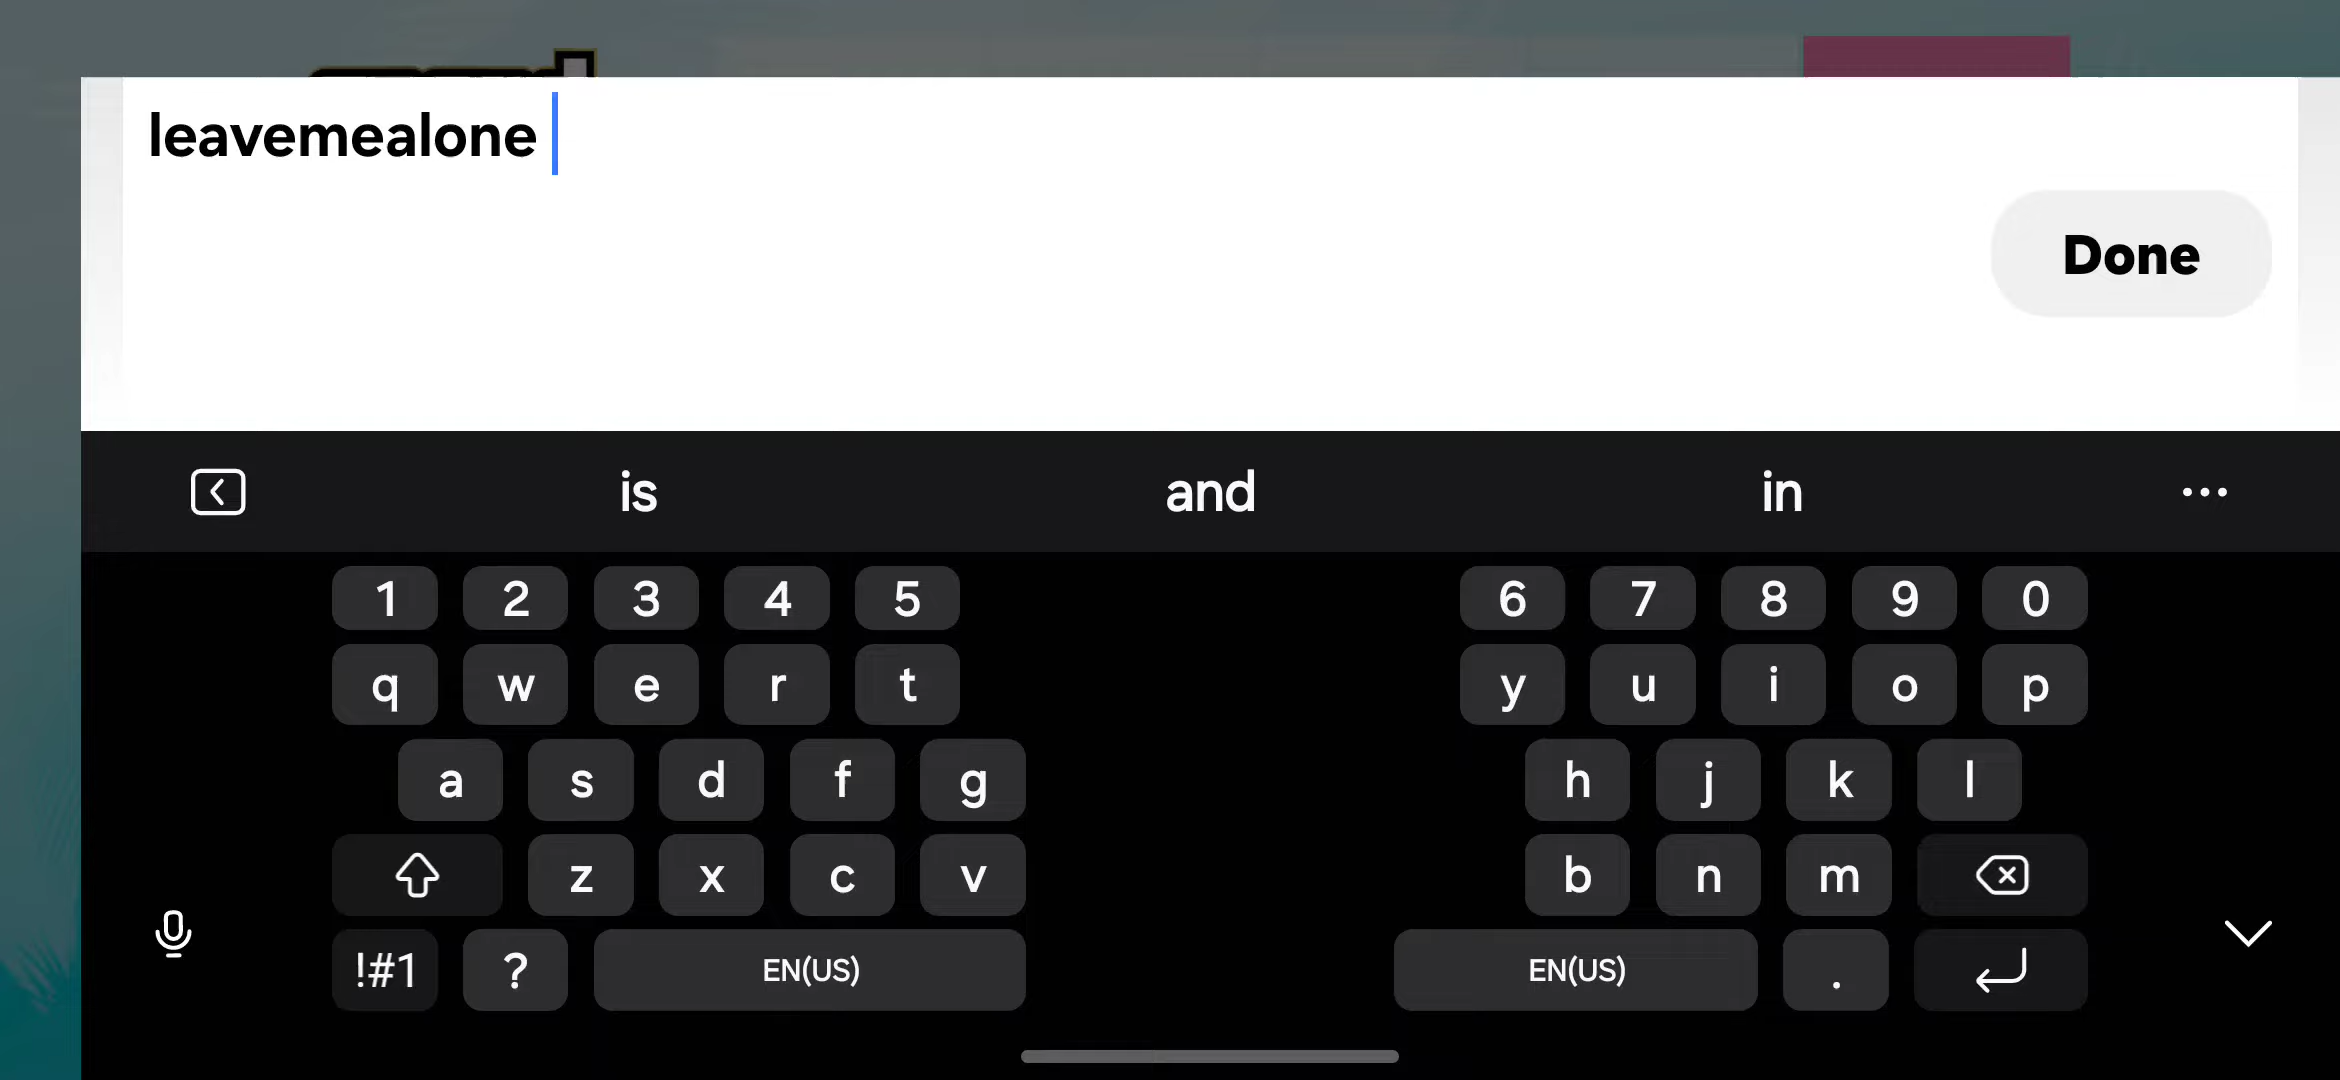 leavemealone
Done
is and in ...
1 2 3 4 5 6 7 8 9 0
q w e r t y u i o p
a s d f g h j k l
z x c v b n m
!#1 ? EN(US) EN(US) .